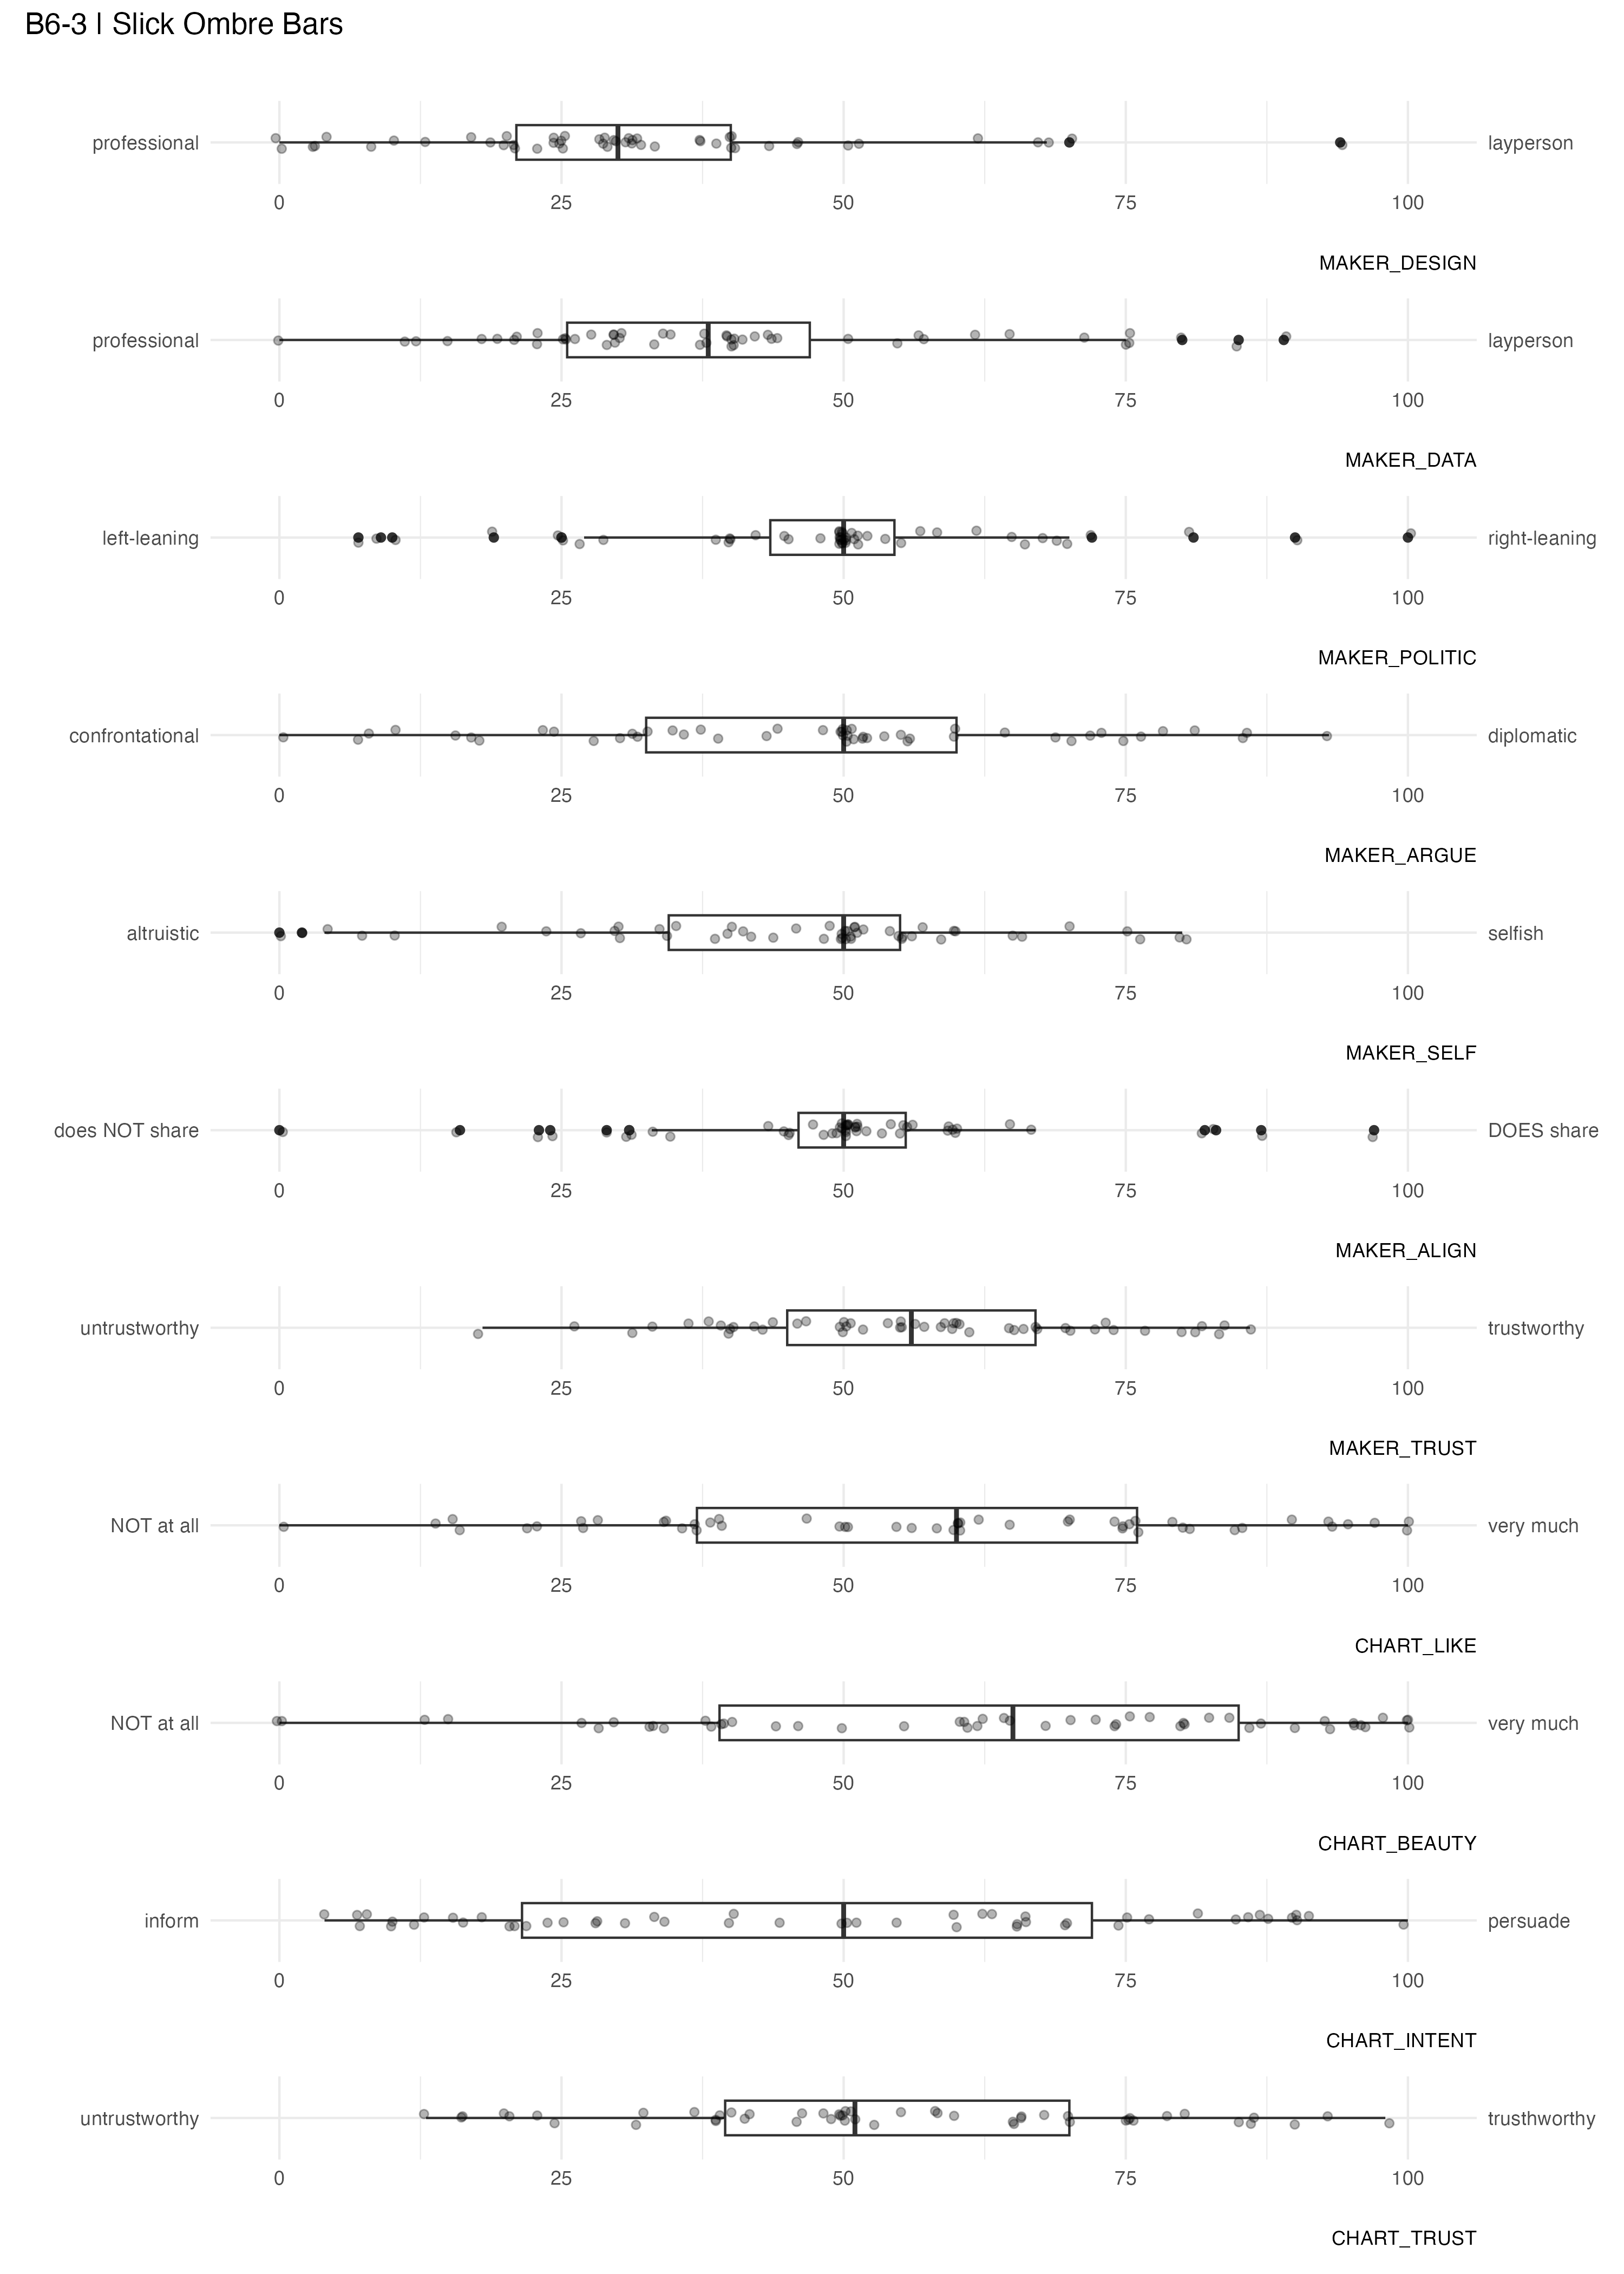 B6-3 | Slick Ombre Bars
professional layperson
0 25 50 75 100
MAKER_DESIGN
professional layperson
0 25 50 75 100
MAKER_DATA
left-leaning right-leaning
0 25 50 75 100
MAKER_POLITIC
confrontational diplomatic
0 25 50 75 100
MAKER_ARGUE
altruistic selfish
0 25 50 75 100
MAKER_SELF
does NOT share DOES share
0 25 50 75 100
MAKER_ALIGN
untrustworthy trustworthy
0 25 50 75 100
MAKER_TRUST
NOT at all very much
0 25 50 75 100
CHART_LIKE
NOT at all very much
0 25 50 75 100
CHART_BEAUTY
inform persuade
0 25 50 75 100
CHART_INTENT
untrustworthy trusthworthy
0 25 50 75 100
CHART_TRUST